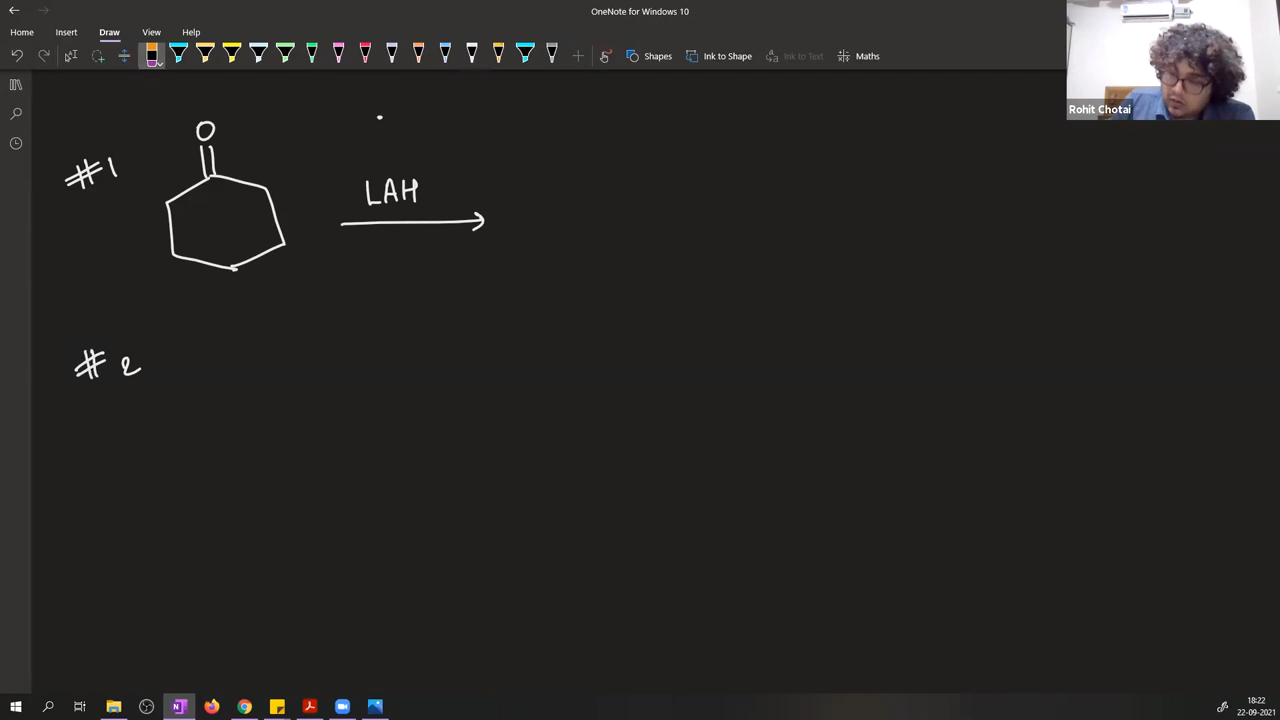 OneNote for Windows 10
Home Insert Draw View Help
Shapes Ink to Shape Ink to Text Maths
Rohit Chotai
O
#1
LAH
# 2
18:22
22-09-2021